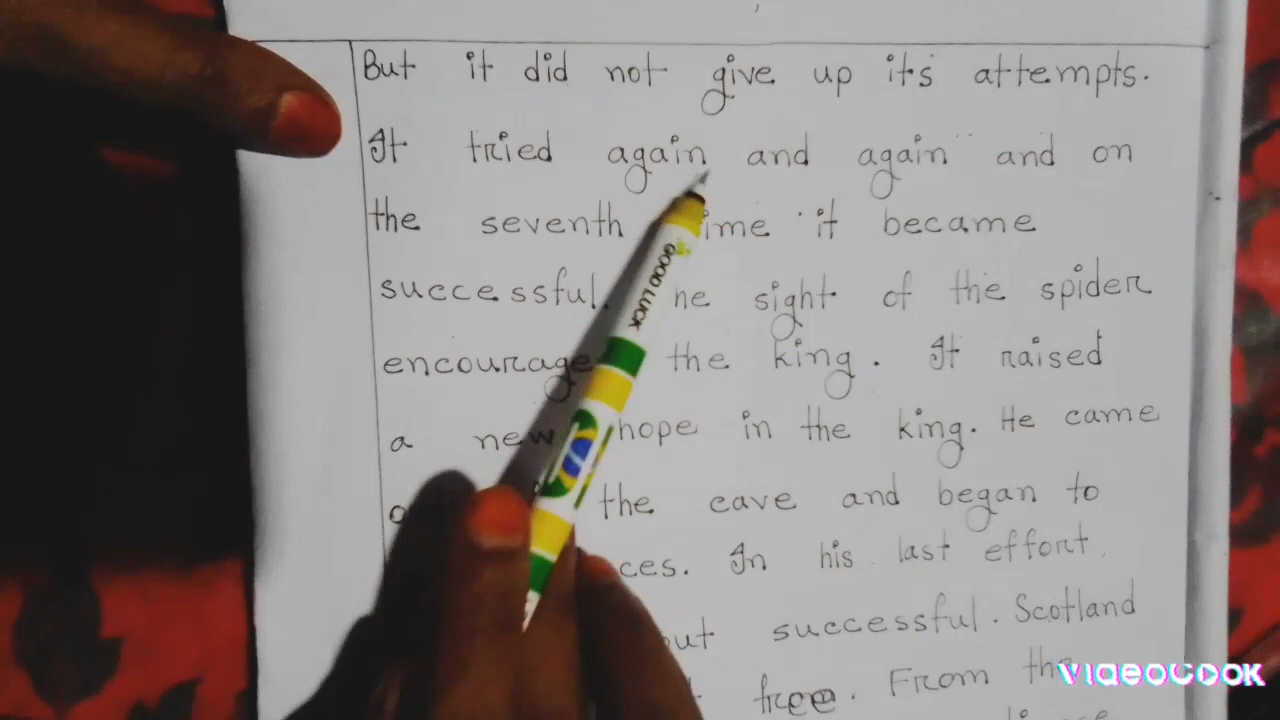 But it did not give up its attempts.
It tried again and again and on
the seventh ime it became
successful. he sight of the spider
encourage the king. It raised
a new hope in the king. He came
the cave and began to
ces. In his last effort
out successful. Scotland
free. From the
GOOD LUCK
VIDEOCOOK